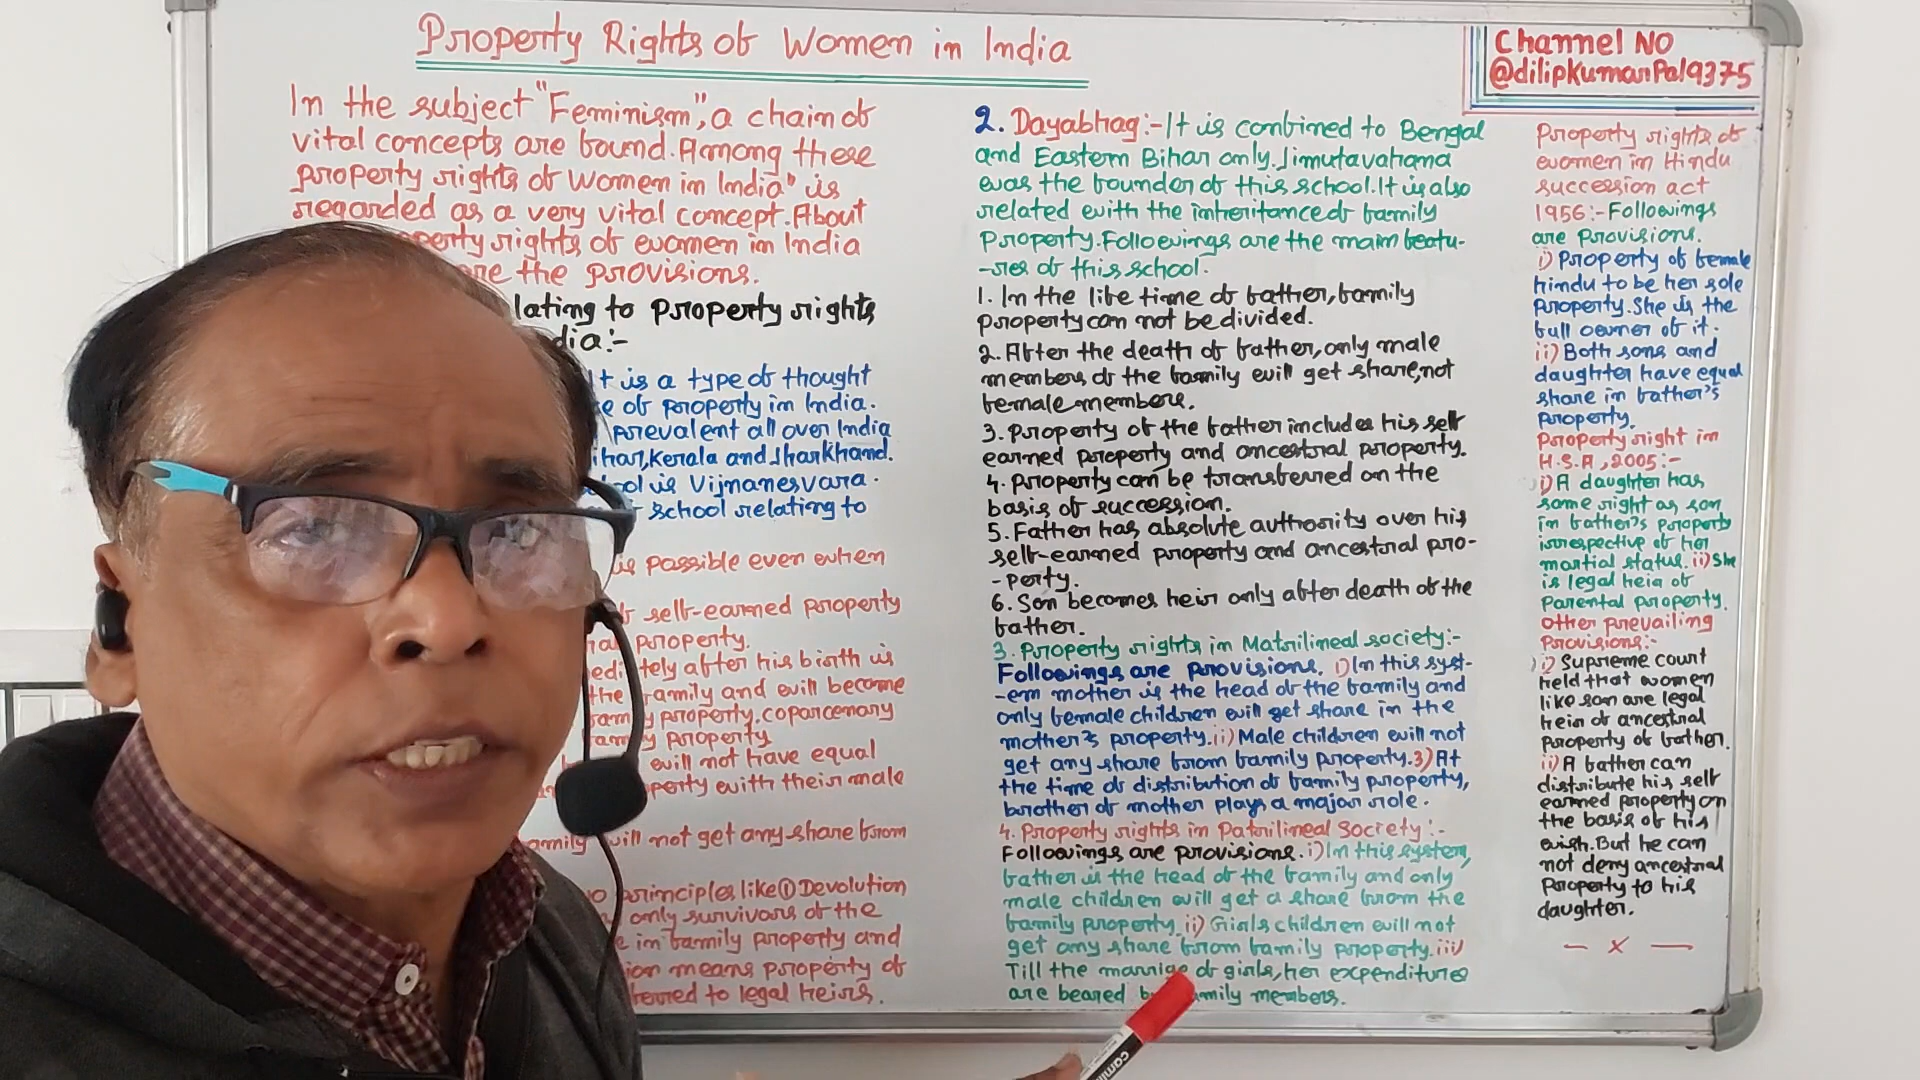 Property Rights of Women in India
Channel NO
@dilipkumarPal9375
In the subject "Feminism", a chain of
vital concepts are found. Among these
property rights of Women in India" is
regarded as a very vital concept. About
property rights of women in India
are the provisions.
lating to property rights
dia:-
It is a type of thought
of property in India.
prevalent all over India
ihar, Kerala and Jharkhand.
ool is Vijnanesvara.
school relating to
is possible even when
self-earned property
property.
after his birth is
the family and will become
family property, coparcenary
family property
will not have equal
perty with their male
family will not get any share from
principles like ① Devolution
only survivors of the
in family property and
ion means property of
ferred to legal heirs.
2. Dayabhag:- It is confined to Bengal
and Eastern Bihar only. Jimutavahana
was the founder of this school. It is also
related with the inheritance of family
Property. Followings are the main featu-
-res of this school.
1. In the life time of father, family
property can not be divided.
2. After the death of father, only male
members of the family will get share, not
female members.
3. Property of the father includes his self
earned property and ancestral property.
4. Property can be transferred on the
basis of succession.
5. Father has absolute authority over his
self-earned property and ancestral pro-
-perty.
6. Son becomes heir only after death of the
father.
3. Property rights in Matrilineal society:-
Followings are provisions. i) In this syst-
-em mother is the head of the family and
only female children will get share in the
mother's property. ii) Male children will not
get any share from family property. 3) At
the time of distribution of family property,
brother of mother plays a major role.
4. Property rights in Patrilineal Society:-
Followings are provisions. i) In this system,
father is the head of the family and only
male children will get a share from the
family property. ii) Girls children will not
get any share from family property. iii)
Till the marrige of girls, her expenditures
are beared family members.
Property rights of
women in Hindu
succession act
1956:- Followings
are provisions.
i) Property of female
hindu to be her sole
Property. She is the
full owner of it.
ii) Both sons and
daughter have equal
share in father's
Property.
Property right in
H.S.A, 2005:-
i) A daughter has
same right as son
in father's property
irrespective of her
martial status. ii) She
is legal heir of
Parental property.
Other prevailing
Provisions:-
i) Supreme court
held that women
like son are legal
heir of ancestral
property of father.
ii) A father can
distribute his self
earned property on
the basis of his
wish. But he can
not deny ancestral
Property to his
daughter.
— x —